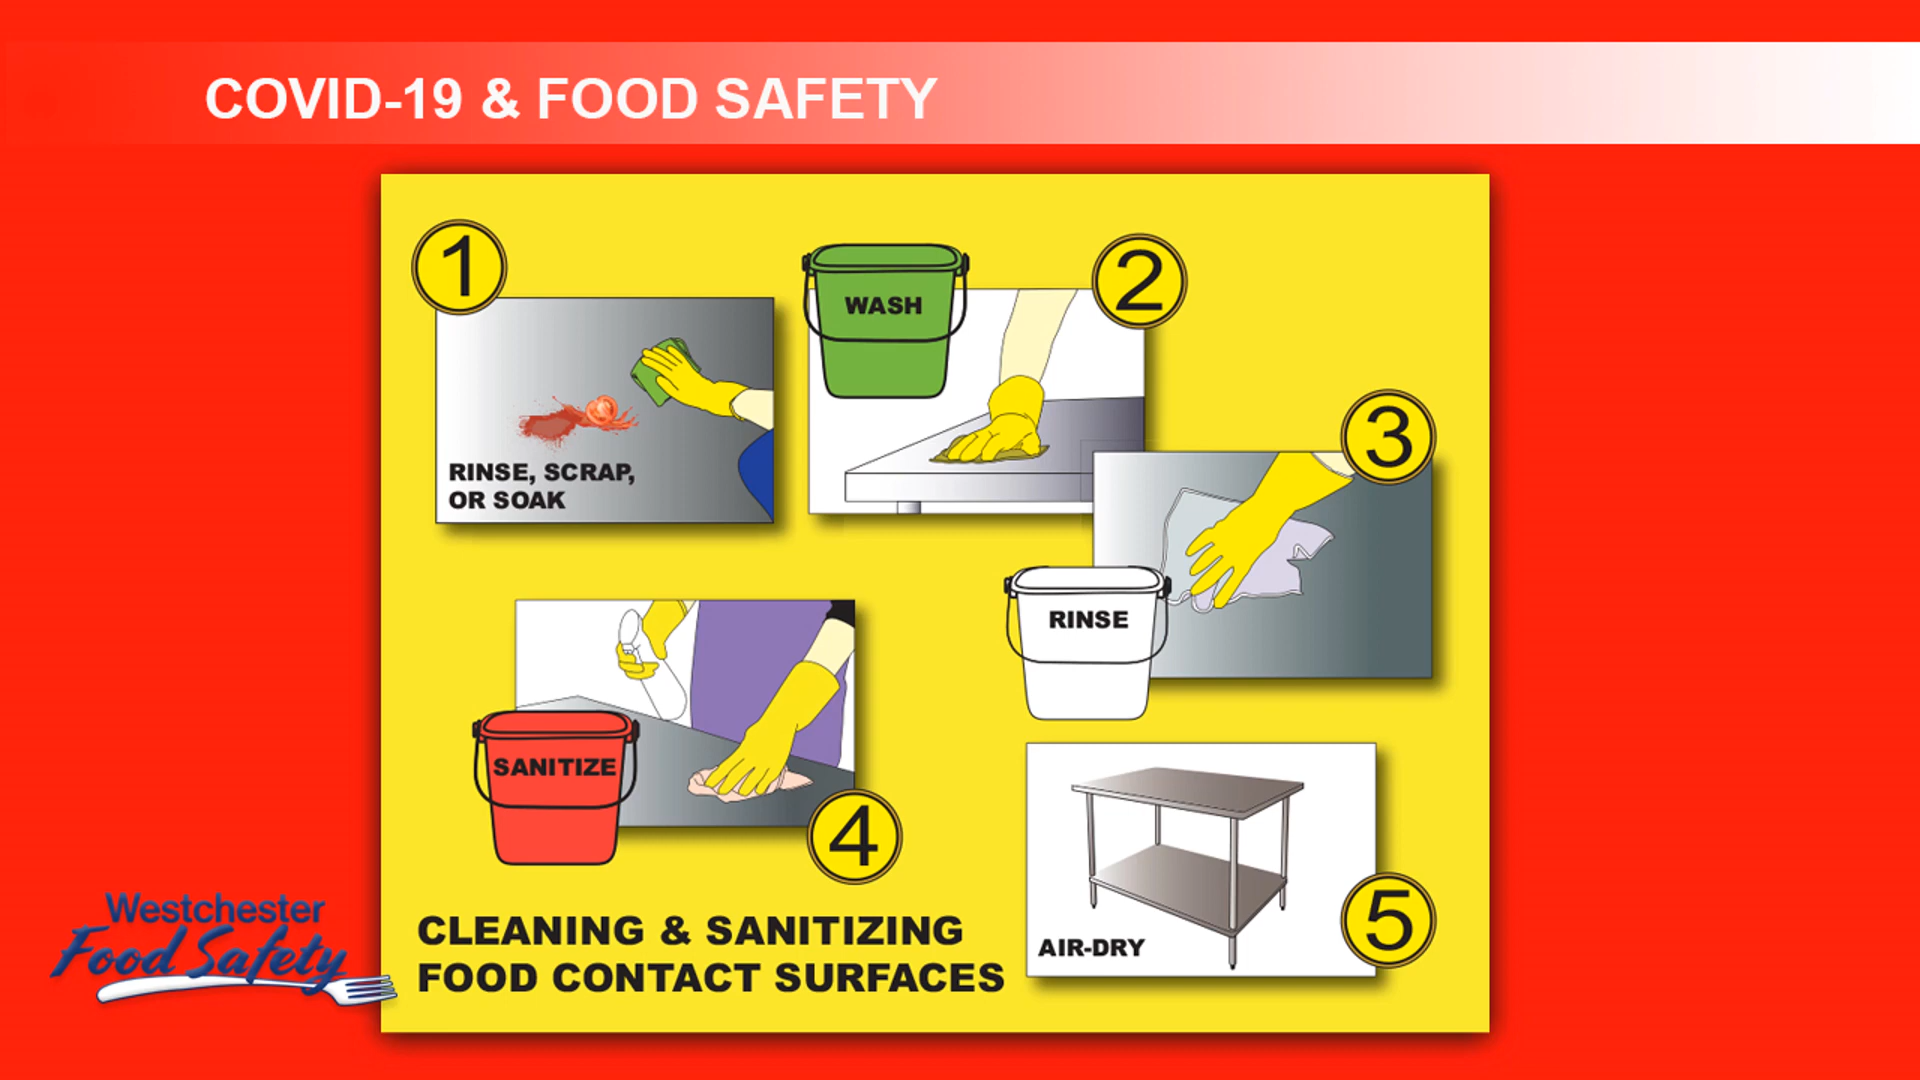 COVID-19 & FOOD SAFETY
1
RINSE, SCRAP,
OR SOAK
WASH
2
3
RINSE
SANITIZE
4
AIR-DRY
5
CLEANING & SANITIZING
FOOD CONTACT SURFACES
Westchester
Food Safety